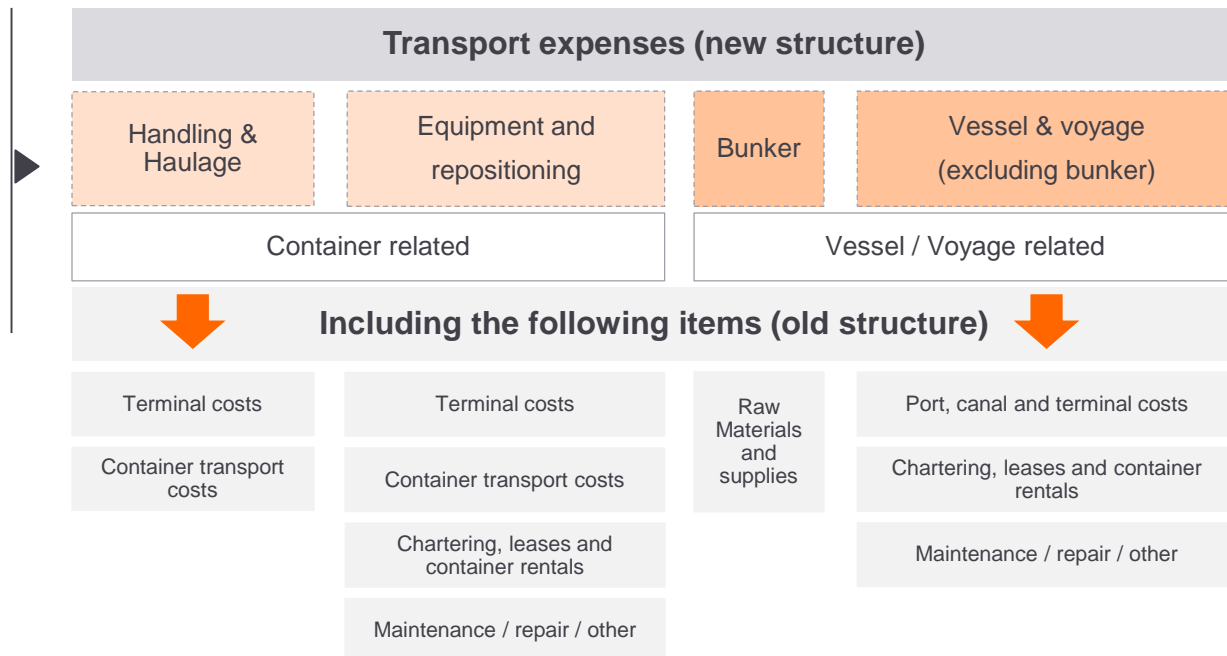 Transport expenses (new structure)
Handling &
Haulage
Equipment and
repositioning
Bunker
Vessel & voyage
(excluding bunker)
Container related
Vessel / Voyage related
Including the following items (old structure)
Terminal costs
Container transport
costs
Terminal costs
Container transport costs
Chartering, leases and
container rentals
Maintenance / repair / other
Raw
Materials
and
supplies
Port, canal and terminal costs
Chartering, leases and container
rentals
Maintenance / repair / other